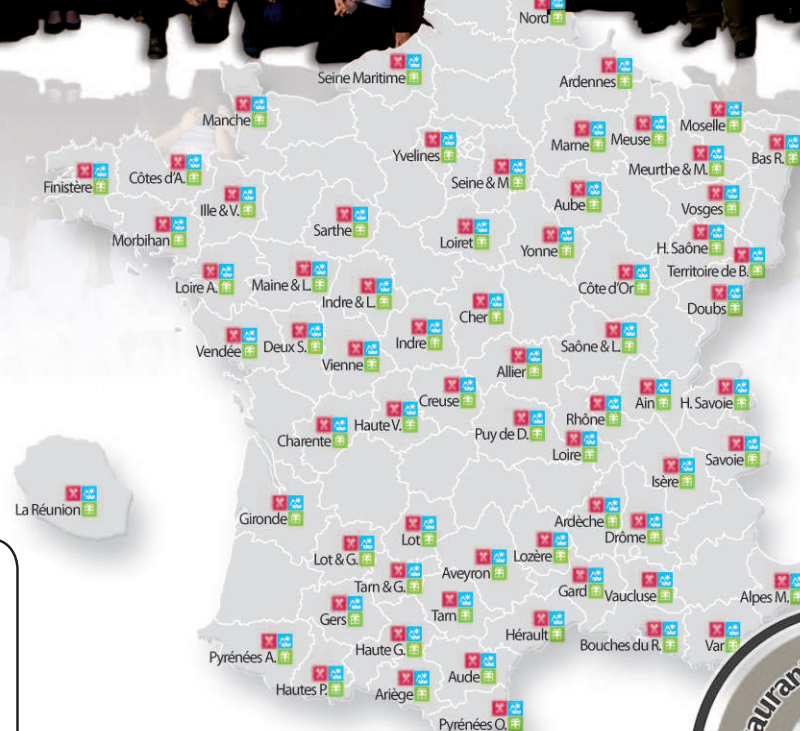 Nord
Seine Maritime
Ardennes
Manche
Moselle
Marne
Meuse
Yvelines
Bas R.
Meurthe & M.
Finistère
Côtes d'A.
Seine & M
Ille & V.
Aube
Vosges
Morbihan
Sarthe
Loiret
Yonne
H. Saône
Territoire de B.
Loire A.
Maine & L.
Indre & L.
Côte d'Or
Doubs
Cher
Vendée
Deux S.
Vienne
Indre
Saône & L.
Allier
Creuse
Ain
H. Savoie
Charente
Haute V.
Puy de D.
Rhône
Loire
Savoie
Isère
La Réunion
Gironde
Ardèche
Drôme
Lot
Lot & G.
Lozère
Aveyron
Tarn & G.
Gard
Vaucluse
Alpes M.
Gers
Tarn
Hérault
Bouches du R.
Var
Pyrénées A.
Haute G.
Hautes P.
Ariège
Aude
Pyrénées O.
auran